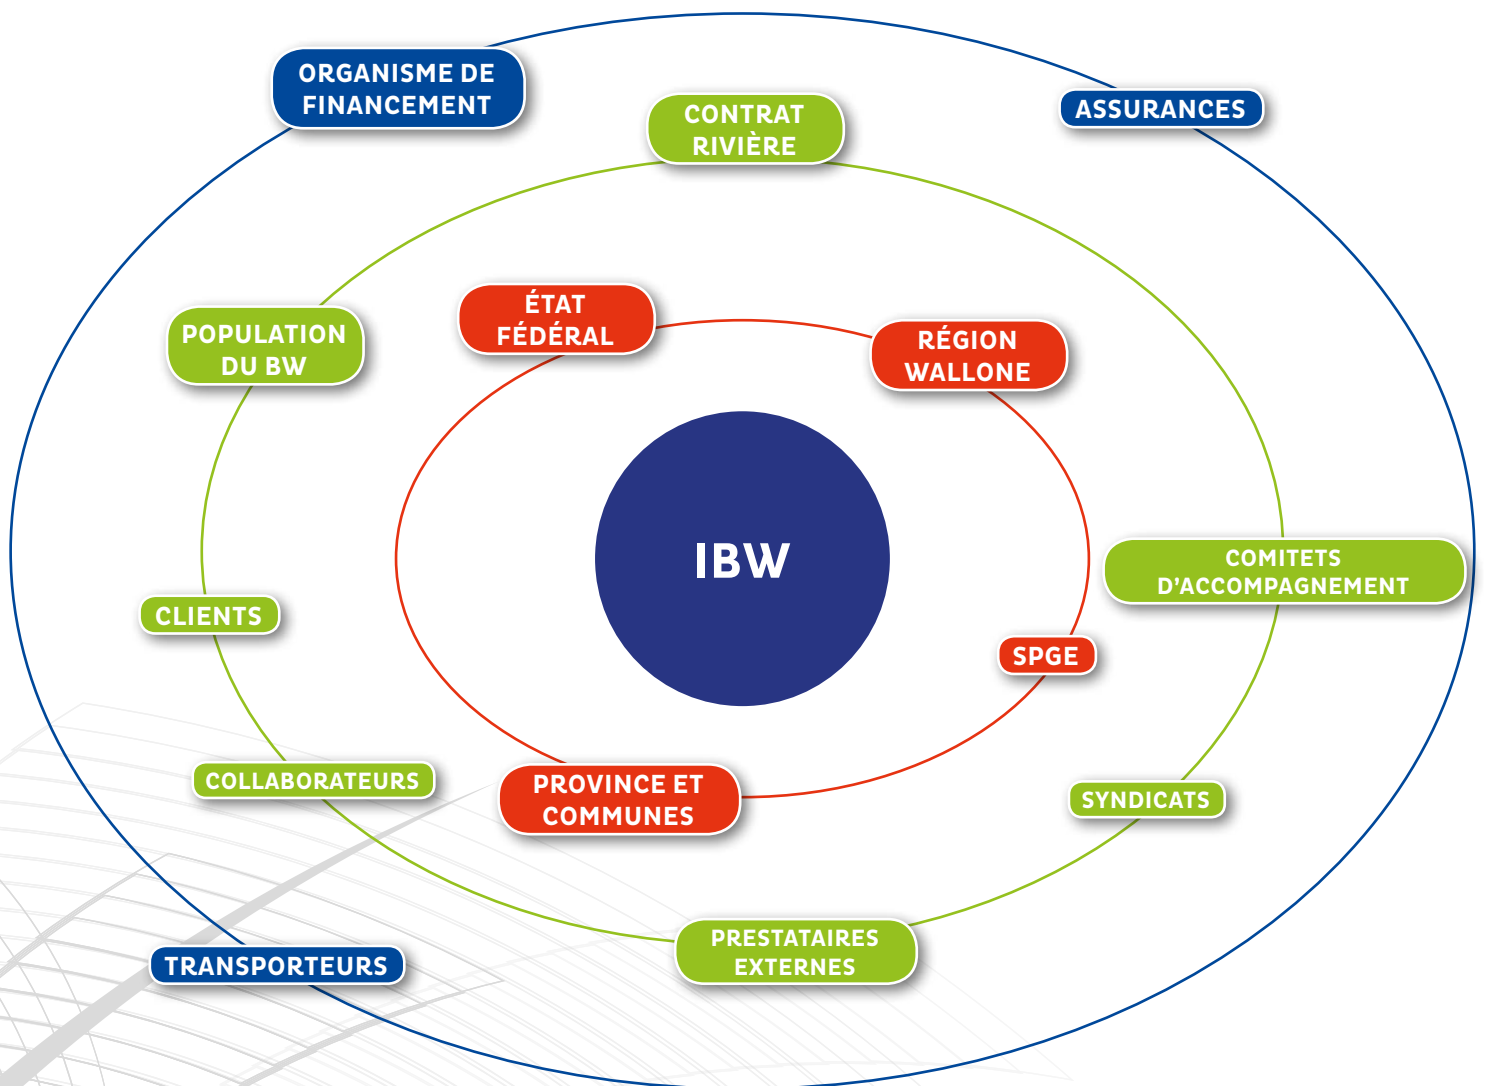 ORGANISME DE
FINANCEMENT
ASSURANCES
CONTRAT
RIVIÈRE
ÉTAT
FÉDÉRAL
RÉGION
WALLONE
POPULATION
DU BW
IBW
COMITETS
D'ACCOMPAGNEMENT
CLIENTS
SPGE
COLLABORATEURS
PROVINCE ET
COMMUNES
SYNDICATS
PRESTATAIRES
EXTERNES
TRANSPORTEURS